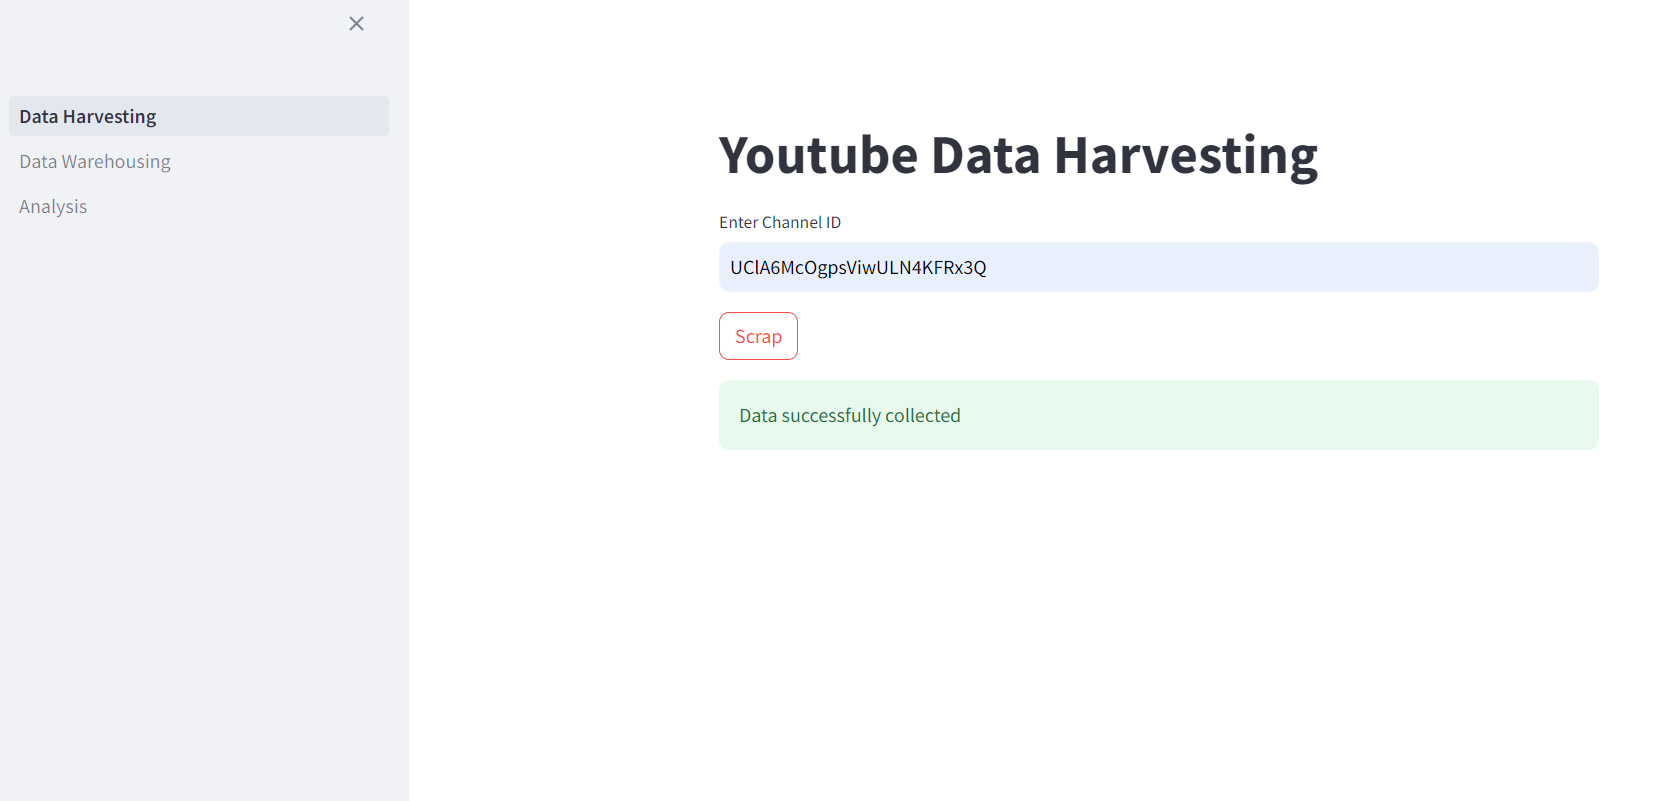 Data Harvesting
Data Warehousing
Analysis
Youtube Data Harvesting
Enter Channel ID
UClA6McOgpsViwULN4KFRx3Q
Scrap
Data successfully collected